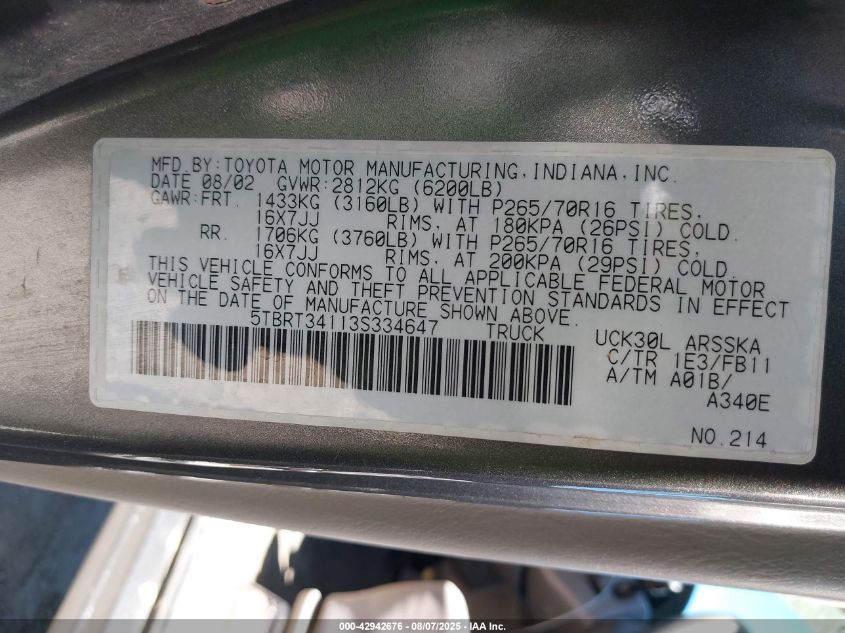 MFD.BY:TOYOTA MOTOR MANUFACTURING,INDIANA,INC.
DATE 08/02 GVWR:2812KG (6200LB)
GAWR:FRT. 1433KG (3160LB) WITH P265/70R16 TIRES,
16X7JJ RIMS, AT 180KPA (26PSI) COLD.
RR. 1706KG (3760LB) WITH P265/70R16 TIRES,
16X7JJ RIMS, AT 200KPA (29PSI) COLD.
THIS VEHICLE CONFORMS TO ALL APPLICABLE FEDERAL MOTOR
VEHICLE SAFETY AND THEFT PREVENTION STANDARDS IN EFFECT
ON THE DATE OF MANUFACTURE SHOWN ABOVE.
5TBRT34113S334647 TRUCK
UCK30L ARSSKA
C/TR 1E3/FB11
A/TM A01B/
A340E
NO.214
000-42942676 - 08/07/2025 - IAA Inc.